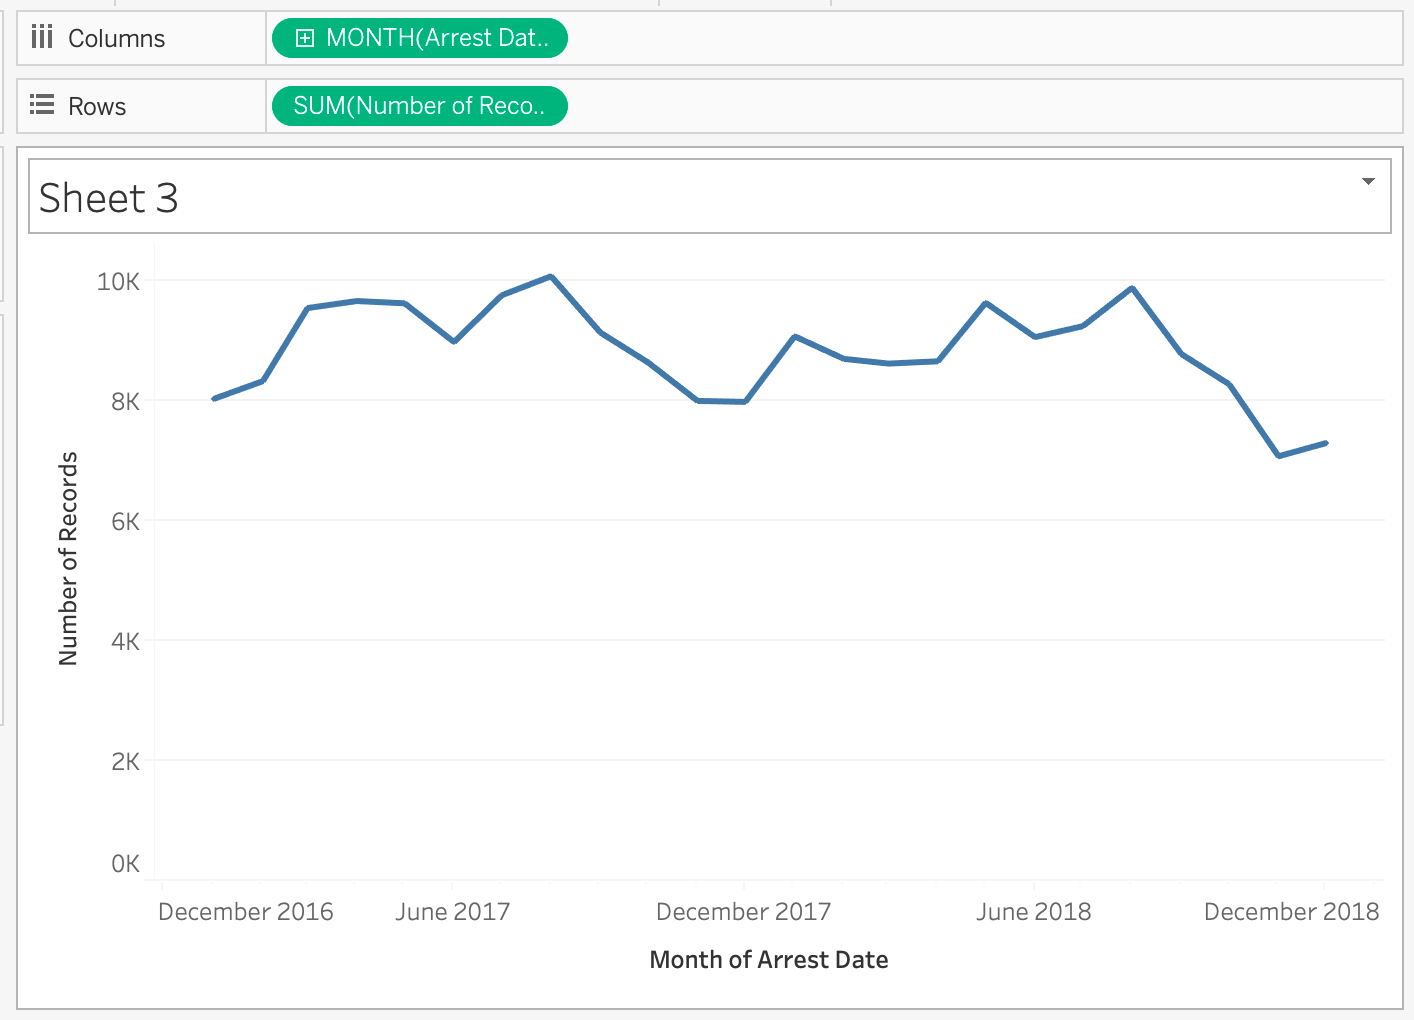 Columns
MONTH(Arrest Dat..
Rows
SUM(Number of Reco..
Sheet 3
10K
8K
6K
4K
2K
0K
Number of Records
December 2016 June 2017 December 2017 June 2018 December 2018
Month of Arrest Date